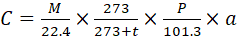 C = M/22.4 × 273/273+t × P/101.3 × a